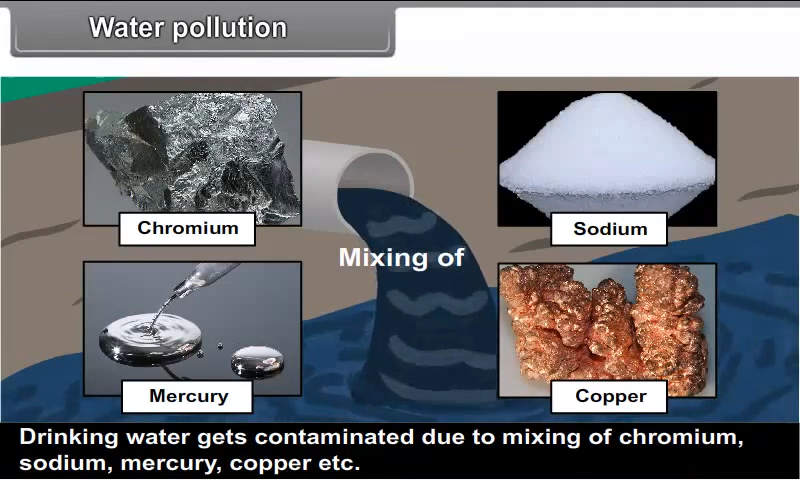 Water pollution
Chromium
Sodium
Mixing of
Mercury
Copper
Drinking water gets contaminated due to mixing of chromium,
sodium, mercury, copper etc.